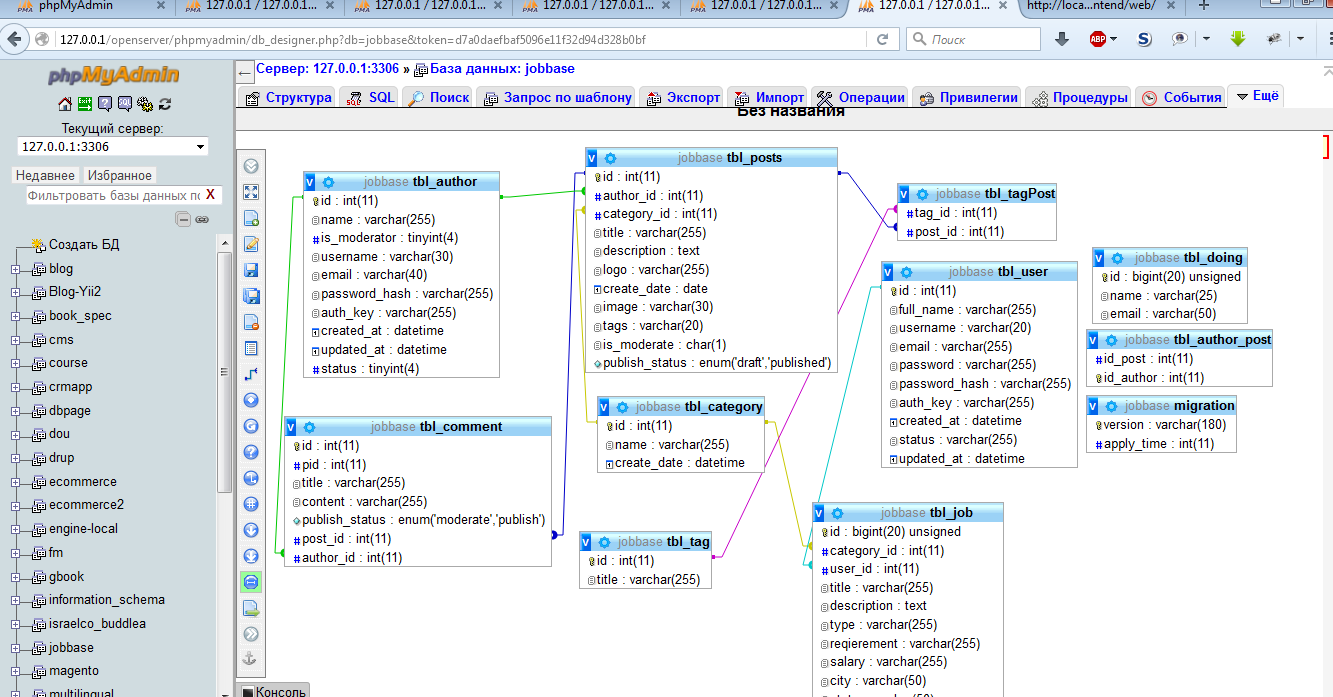 phpMyAdmin
127.0.0.1 / 127.0.0.1...
127.0.0.1 / 127.0.0.1 ...
127.0.0.1 / 127.0.0.1 ...
127.0.0.1 / 127.0.0.1 ...
127.0.0.1 / 127.0.0.1...
http://loca...ntend/web/
127.0.0.1/openserver/phpmyadmin/db_designer.php?db=jobbase&token=d7a0daefbaf5096e11f32d94d328b0bf
Поиск
ABP
S
phpMyAdmin
Текущий сервер:
127.0.0.1:3306
Недавнее
Избранное
Фильтровать базы данных по
X
Создать БД
blog
Blog-Yii2
book_spec
cms
course
crmapp
dbpage
dou
drup
ecommerce
ecommerce2
engine-local
fm
gbook
information_schema
israelco_buddlea
jobbase
magento
multilingual
Сервер: 127.0.0.1:3306 » База данных: jobbase
Структура
SQL
Поиск
Запрос по шаблону
Экспорт
Импорт
Операции
Привилегии
Процедуры
События
Ещё
Без названия
jobbase tbl_author
id : int(11)
name : varchar(255)
is_moderator : tinyint(4)
username : varchar(30)
email : varchar(40)
password_hash : varchar(255)
auth_key : varchar(255)
created_at : datetime
updated_at : datetime
status : tinyint(4)
jobbase tbl_comment
id : int(11)
pid : int(11)
title : varchar(255)
content : varchar(255)
publish_status : enum('moderate','publish')
post_id : int(11)
author_id : int(11)
jobbase tbl_posts
id : int(11)
author_id : int(11)
category_id : int(11)
title : varchar(255)
description : text
logo : varchar(255)
create_date : date
image : varchar(30)
tags : varchar(20)
is_moderate : char(1)
publish_status : enum('draft','published')
jobbase tbl_category
id : int(11)
name : varchar(255)
create_date : datetime
jobbase tbl_tag
id : int(11)
title : varchar(255)
jobbase tbl_tagPost
tag_id : int(11)
post_id : int(11)
jobbase tbl_user
id : int(11)
full_name : varchar(255)
username : varchar(20)
email : varchar(255)
password : varchar(255)
password_hash : varchar(255)
auth_key : varchar(255)
created_at : datetime
status : varchar(255)
updated_at : datetime
jobbase tbl_doing
id : bigint(20) unsigned
name : varchar(25)
email : varchar(50)
jobbase tbl_author_post
id_post : int(11)
id_author : int(11)
jobbase migration
version : varchar(180)
apply_time : int(11)
jobbase tbl_job
id : bigint(20) unsigned
category_id : int(11)
user_id : int(11)
title : varchar(255)
description : text
type : varchar(255)
reqierement : varchar(255)
salary : varchar(255)
city : varchar(50)
Консоль